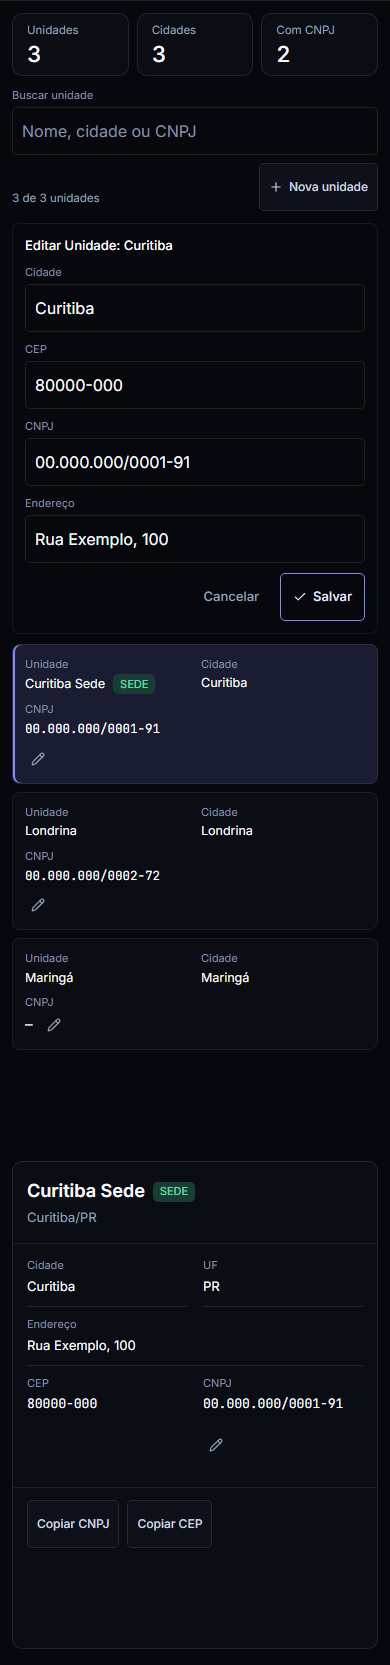 Unidades Cidades Com CNPJ
3 3 2
Buscar unidade
Nome, cidade ou CNPJ
3 de 3 unidades
Nova unidade
Editar Unidade: Curitiba
Cidade
Curitiba
CEP
80000-000
CNPJ
00.000.000/0001-91
Endereço
Rua Exemplo, 100
Cancelar Salvar
Unidade Cidade
Curitiba Sede SEDE Curitiba
CNPJ
00.000.000/0001-91
Unidade Cidade
Londrina Londrina
CNPJ
00.000.000/0002-72
Unidade Cidade
Maringá Maringá
CNPJ
—
Curitiba Sede SEDE
Curitiba/PR
Cidade UF
Curitiba PR
Endereço
Rua Exemplo, 100
CEP CNPJ
80000-000 00.000.000/0001-91
Copiar CNPJ Copiar CEP